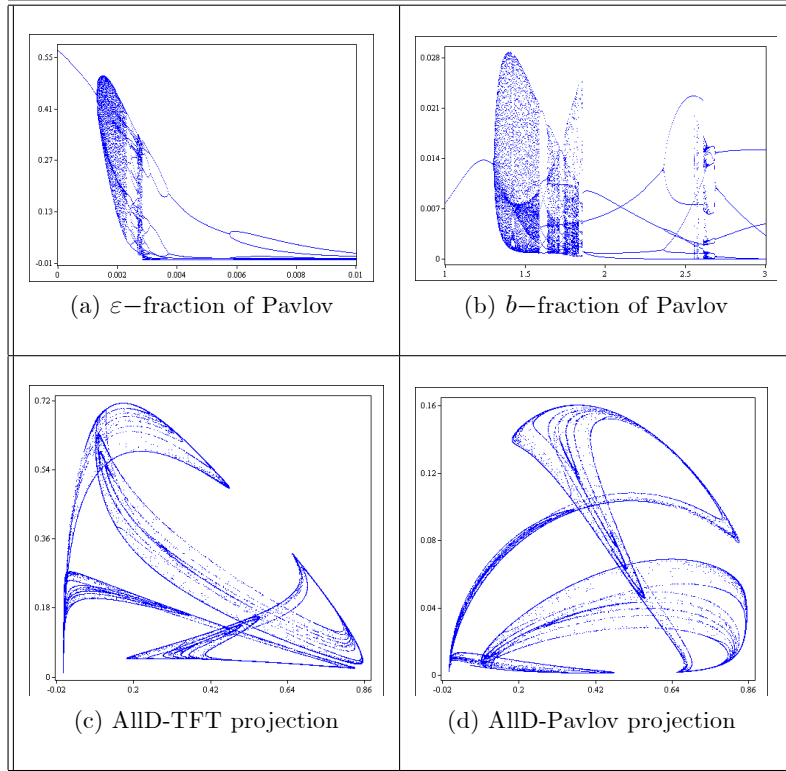 0.55
0.41
0.27
0.13
-0.01
0 0.002 0.004 0.006 0.008 0.01
(a) ε−fraction of Pavlov
0.028
0.021
0.014
0.007
0
1 1.5 2 2.5 3
(b) b−fraction of Pavlov
0.72
0.54
0.36
0.18
0
-0.02 0.2 0.42 0.64 0.86
(c) AllD-TFT projection
0.16
0.12
0.08
0.04
0
-0.02 0.2 0.42 0.64 0.86
(d) AllD-Pavlov projection